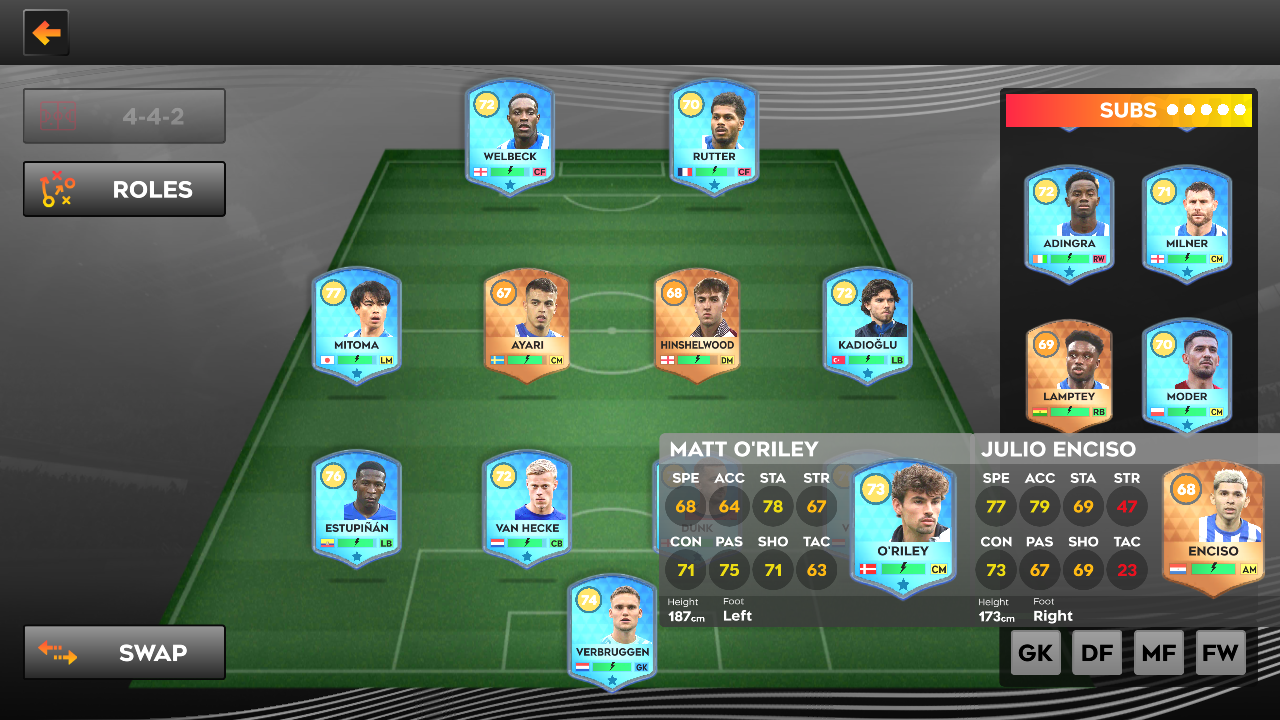 4-4-2
ROLES
SWAP
72
WELBECK
CF
70
RUTTER
CF
77
MITOMA
LM
67
AYARI
CM
68
HINSHELWOOD
DM
72
KADIOĞLU
LB
76
ESTUPIÑÁN
LB
72
VAN HECKE
CB
DUNK
74
VERBRUGGEN
GK
SUBS
72
ADINGRA
RW
71
MILNER
CM
69
LAMPTEY
RB
70
MODER
CM
MATT O'RILEY
SPE ACC STA STR
68 64 78 67
CON PAS SHO TAC
71 75 71 63
Height Foot
187cm Left
73
O'RILEY
CM
JULIO ENCISO
SPE ACC STA STR
77 79 69 47
CON PAS SHO TAC
73 67 69 23
Height Foot
173cm Right
68
ENCISO
AM
GK DF MF FW